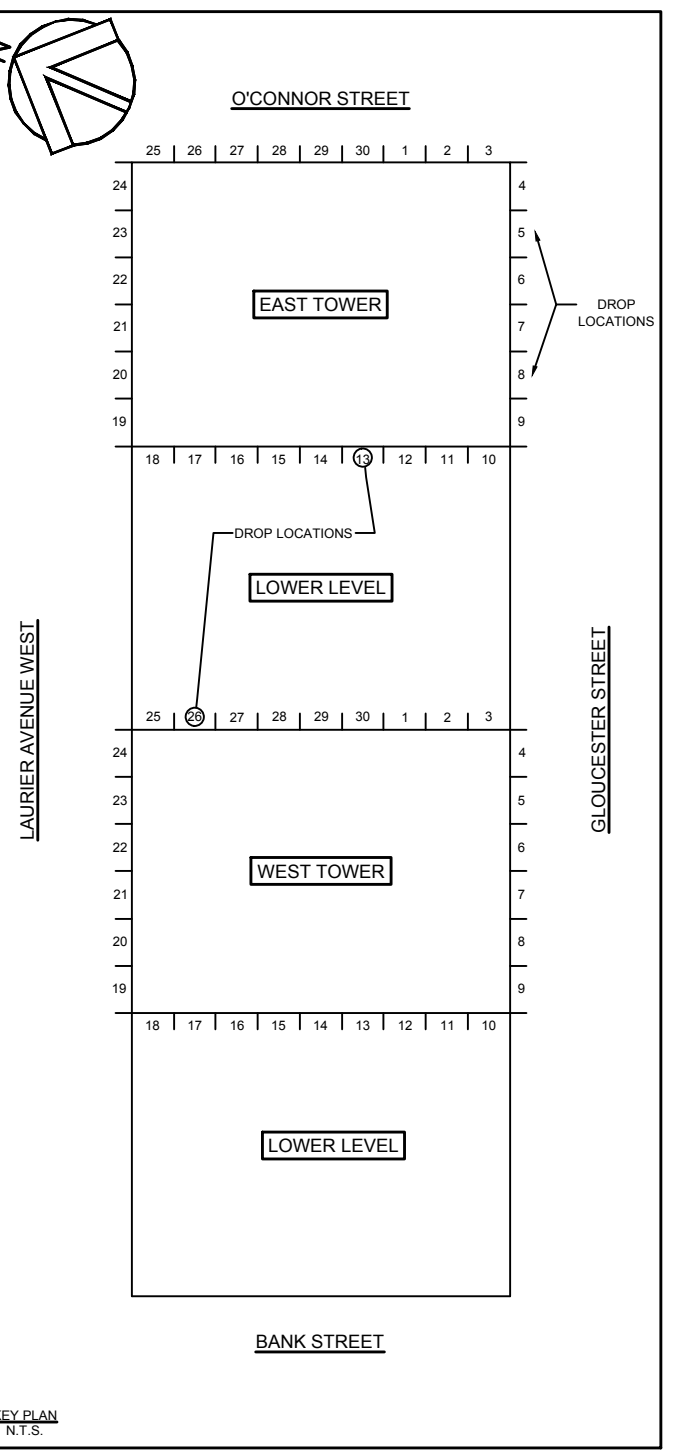 O'CONNOR STREET
25 26 27 28 29 30 1 2 3
24 4
23 5
22 6
EAST TOWER
DROP
LOCATIONS
21 7
20 8
19 9
18 17 16 15 14 13 12 11 10
DROP LOCATIONS
LOWER LEVEL
LAURIER AVENUE WEST
GLOUCESTER STREET
25 26 27 28 29 30 1 2 3
24 4
23 5
22 6
WEST TOWER
21 7
20 8
19 9
18 17 16 15 14 13 12 11 10
LOWER LEVEL
BANK STREET
KEY PLAN
N.T.S.